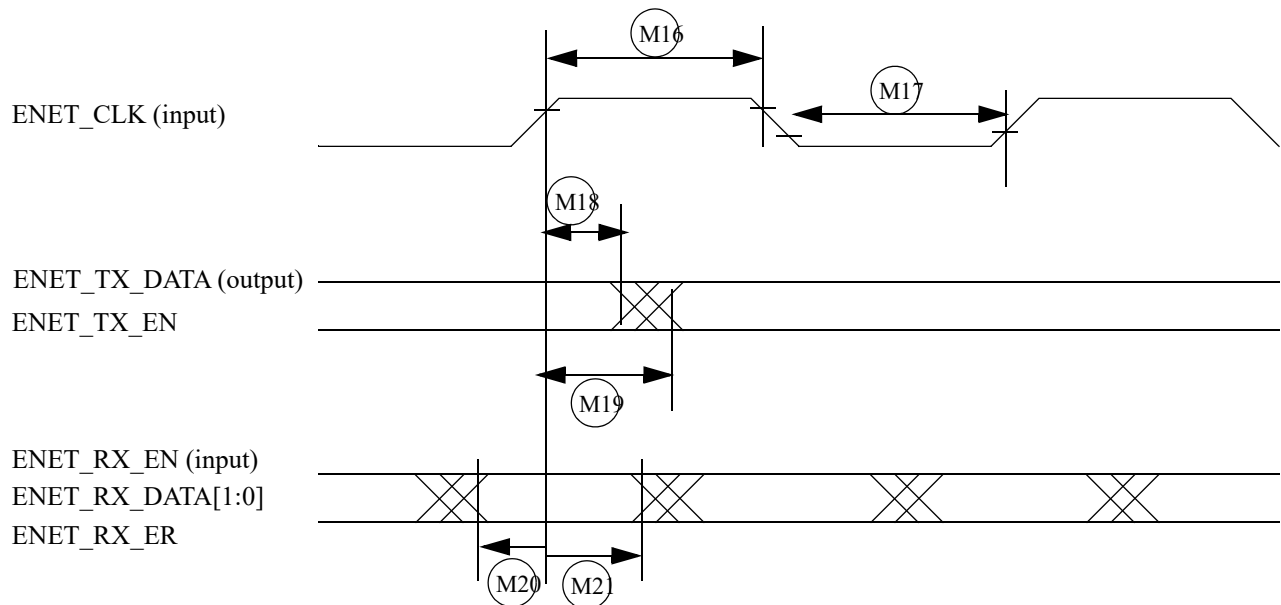 M16
ENET_CLK (input)
M17
M18
ENET_TX_DATA (output)
ENET_TX_EN
M19
ENET_RX_EN (input)
ENET_RX_DATA[1:0]
ENET_RX_ER
M20
M21